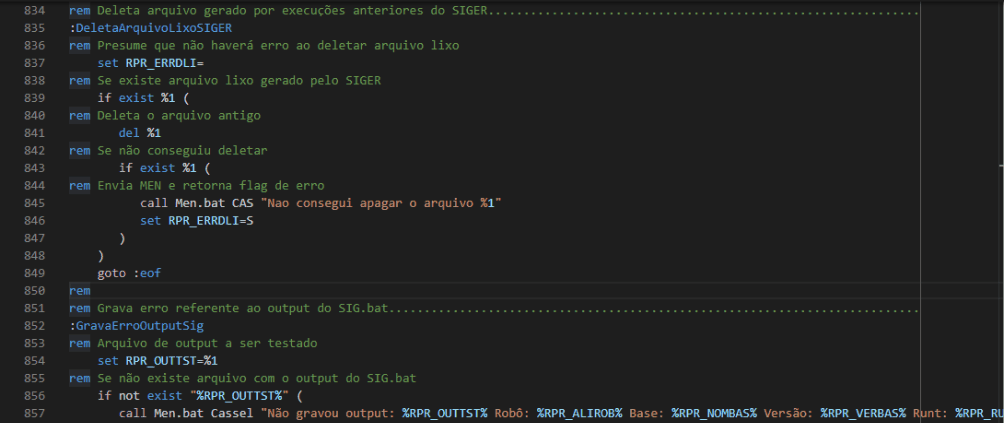 834 rem Deleta arquivo gerado por execuções anteriores do SIGER.............................................................
835 :DeletaArquivoLixoSIGER
836 rem Presume que não haverá erro ao deletar arquivo lixo
837     set RPR_ERRDLI=
838 rem Se existe arquivo lixo gerado pelo SIGER
839     if exist %1 (
840 rem Deleta o arquivo antigo
841        del %1
842 rem Se não conseguiu deletar
843        if exist %1 (
844 rem Envia MEN e retorna flag de erro
845           call Men.bat CAS "Nao consegui apagar o arquivo %1"
846           set RPR_ERRDLI=S
847        )
848     )
849     goto :eof
850 rem
851 rem Grava erro referente ao output do SIG.bat...........................................................................
852 :GravaErroOutputSig
853 rem Arquivo de output a ser testado
854     set RPR_OUTTST=%1
855 rem Se não existe arquivo com o output do SIG.bat
856     if not exist "%RPR_OUTTST%" (
857        call Men.bat Cassel "Não gravou output: %RPR_OUTTST% Robô: %RPR_ALIROB% Base: %RPR_NOMBAS% Versão: %RPR_VERBAS% Runt: %RPR_RU